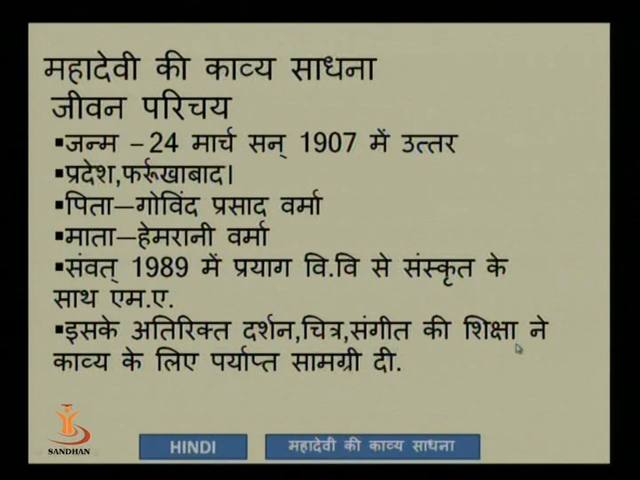 महादेवी की काव्य साधना
जीवन परिचय
▪जन्म – 24 मार्च सन् 1907 में उत्तर
▪प्रदेश,फर्रूखाबाद।
▪पिता—गोविंद प्रसाद वर्मा
▪माता—हेमरानी वर्मा
▪संवत् 1989 में प्रयाग वि.वि से संस्कृत के
साथ एम.ए.
▪इसके अतिरिक्त दर्शन,चित्र,संगीत की शिक्षा ने
काव्य के लिए पर्याप्त सामग्री दी.
SANDHAN
HINDI
महादेवी की काव्य साधना